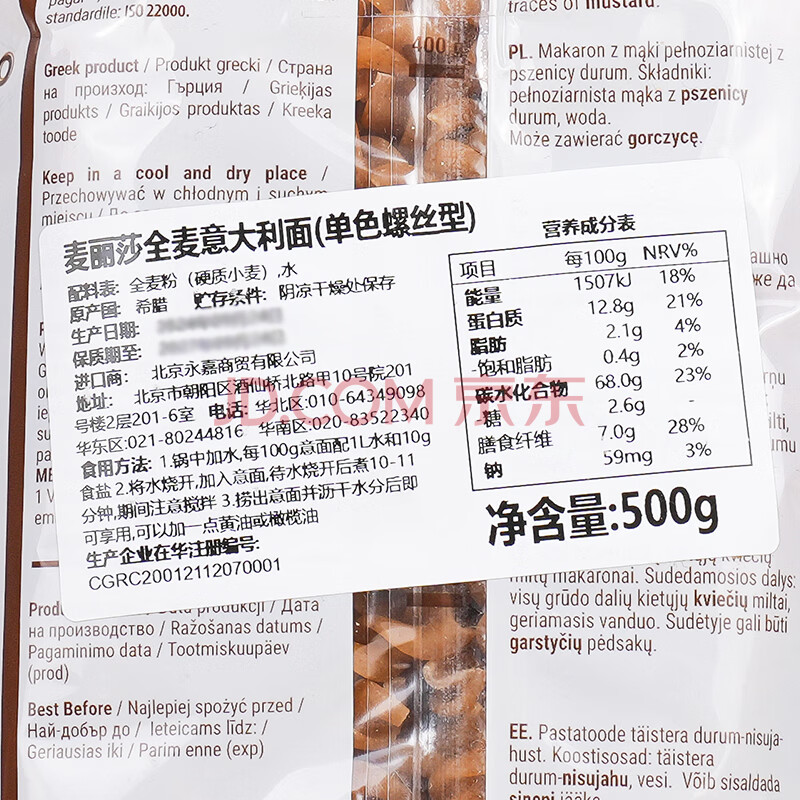 standardile: ISO 22000.
traces of mustard.
400 g
Greek product / Produkt grecki / Страна
на произход: Гърция / Grieķijas
produkts / Graikijos produktas / Kreeka
toode
PL. Makaron z mąki pełnoziarnistej z
pszenicy durum. Składniki:
pełnoziarnista mąka z pszenicy
durum, woda.
Może zawierać gorczycę.
Keep in a cool and dry place /
Przechowywać w chłodnym i suchym
miejscu /
麦丽莎全麦意大利面(单色螺丝型)
配料表: 全麦粉（硬质小麦）,水
原产国: 希腊 贮存条件: 阴凉干燥处保存
生产日期:
保质期至:
进口商: 北京永嘉商贸有限公司
地址: 北京市朝阳区酒仙桥北路甲10号院201
号楼2层201-6室 电话: 华北区:010-64349098
华东区:021-80244816 华南区:020-83522340
食用方法: 1.锅中加水,每100g意面配1L水和10g
食盐 2.将水烧开,加入意面,待水烧开后煮10-11
分钟,期间注意搅拌 3.捞出意面并沥干水分后即
可享用,可以加一点黄油或橄榄油
生产企业在华注册编号:
CGRC20012112070001
营养成分表
项目 每100g NRV%
能量 1507kJ 18%
蛋白质 12.8g 21%
脂肪 2.1g 4%
-饱和脂肪 0.4g 2%
碳水化合物 68.0g 23%
糖 2.6g -
膳食纤维 7.0g 28%
钠 59mg 3%
净含量:500g
JD.COM 京东
miltų makaronai. Sudedamosios dalys:
visų grūdo dalių kietųjų kviečių miltai,
geriamasis vanduo. Sudėtyje gali būti
garstyčių pėdsakų.
на производство / Ražošanas datums /
Pagaminimo data / Tootmiskuupäev
(prod)
Best Before / Najlepiej spożyć przed /
Най-добър до / Ieteicams līdz: /
Geriausias iki / Parim enne (exp)
EE. Pastatoode täistera durum-nisuja-
hust. Koostisosad: täistera
durum-nisujahu, vesi. Võib sisaldada